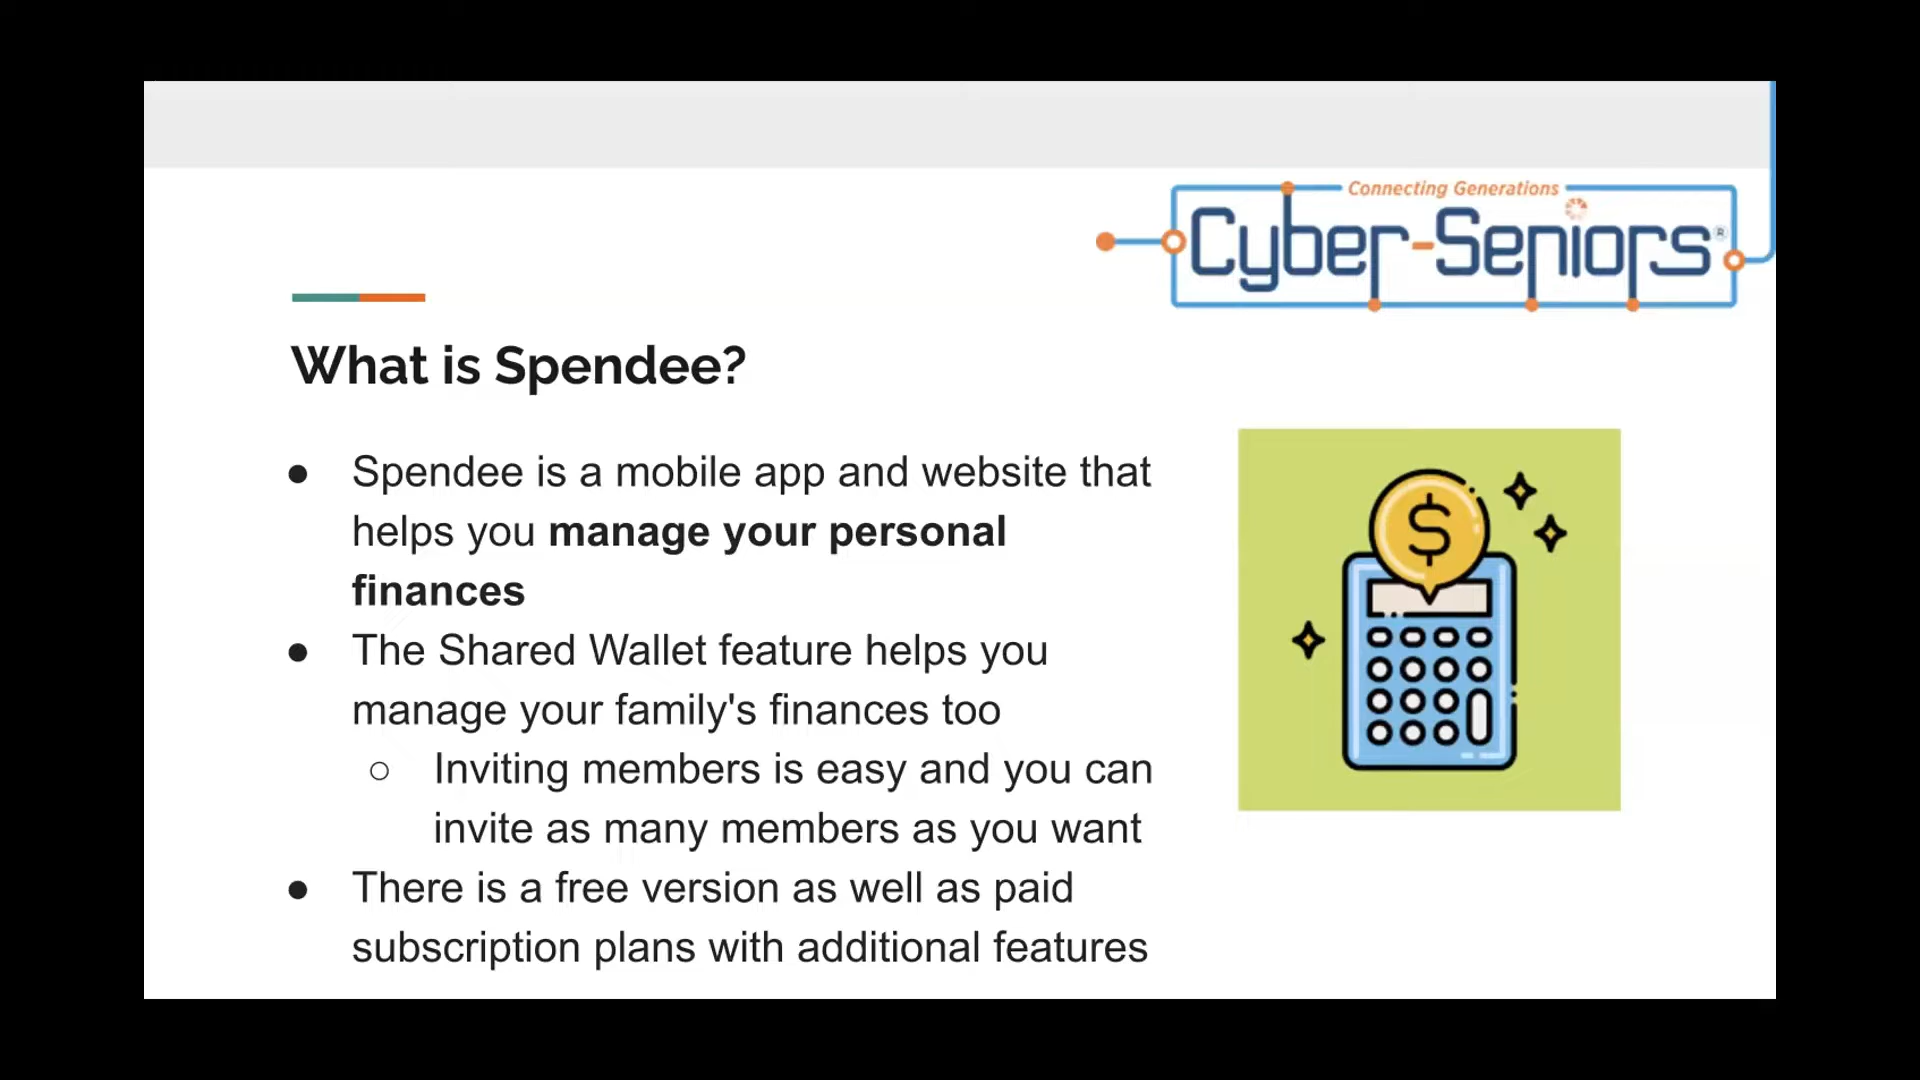 Connecting Generations
Cyber-Seniors®
What is Spendee?
● Spendee is a mobile app and website that
helps you manage your personal
finances
● The Shared Wallet feature helps you
manage your family's finances too
○ Inviting members is easy and you can
invite as many members as you want
● There is a free version as well as paid
subscription plans with additional features
$